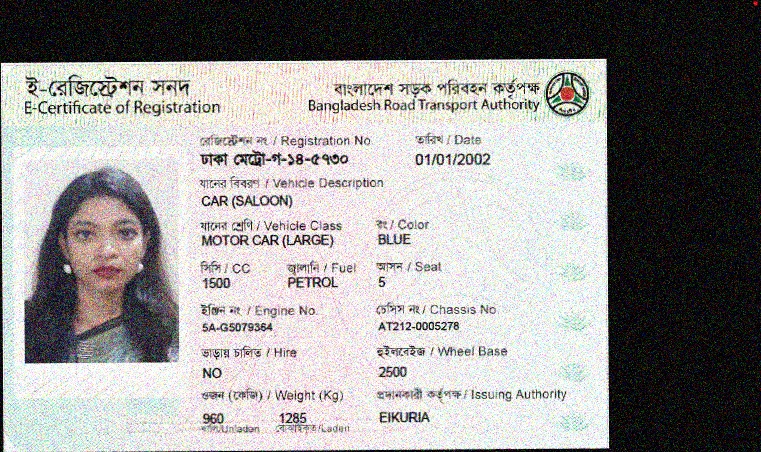 ই-রেজিস্ট্রেশন সনদ
E-Certificate of Registration
বাংলাদেশ সড়ক পরিবহন কর্তৃপক্ষ
Bangladesh Road Transport Authority
রেজিস্ট্রেশন নং / Registration No
তারিখ / Date
ঢাকা মেট্রো-গ-১৪-৫৭৩০
01/01/2002
যানের বিবরণ / Vehicle Description
CAR (SALOON)
যানের শ্রেণি / Vehicle Class
রং / Color
MOTOR CAR (LARGE)
BLUE
সিসি / CC
জ্বালানি / Fuel
আসন / Seat
1500
PETROL
5
ইঞ্জিন নং / Engine No.
চেসিস নং / Chassis No
5A-G5079364
AT212-0005278
ভাড়ায় চালিত / Hire
হুইলবেইজ / Wheel Base
NO
2500
ওজন (কেজি) / Weight (Kg)
প্রদানকারী কর্তৃপক্ষ / Issuing Authority
960
1285
EIKURIA
খালি/Unladen
বোঝাইকৃত/Laden